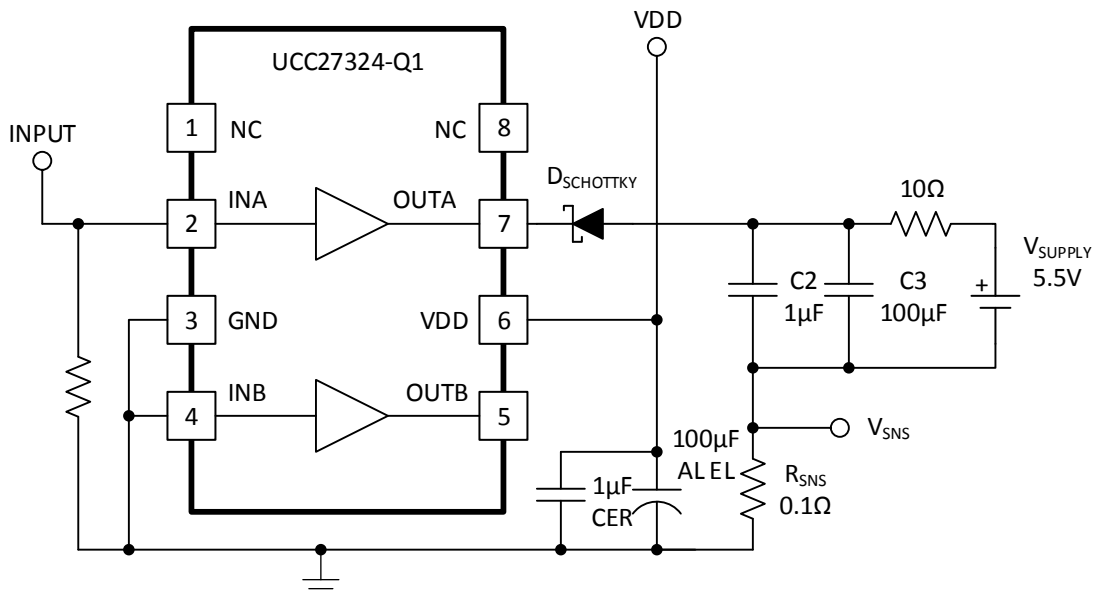 VDD
UCC27324-Q1
1 NC
NC 8
INPUT
DSCHOTTKY
10Ω
2 INA
OUTA 7
VSUPPLY
5.5V
+
C2
1µF
C3
100µF
3 GND
VDD 6
4 INB
OUTB 5
VSNS
100µF
AL EL
1µF
CER
RSNS
0.1Ω